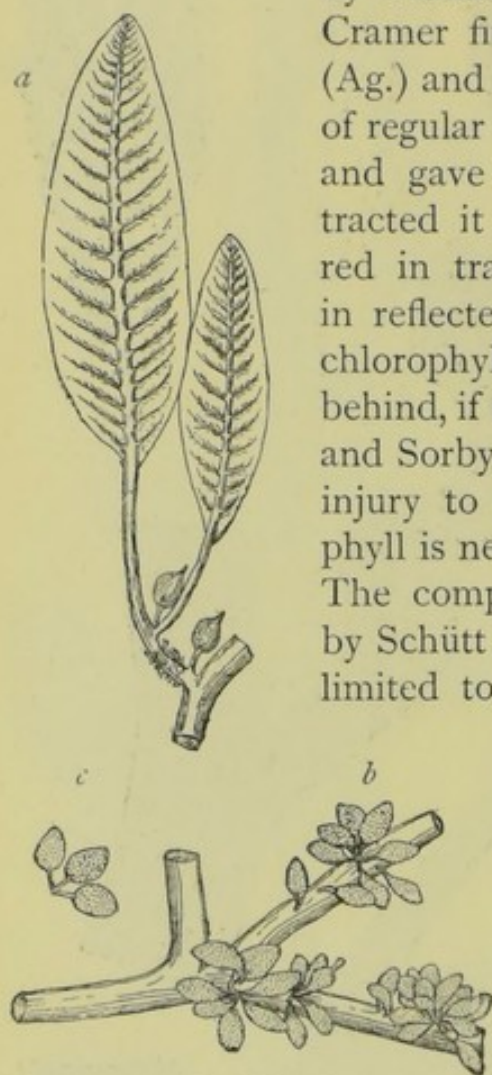 Cramer fi
(Ag.) and
of regular
and gave
tracted it
red in tra
in reflecte
chlorophyl
behind, if
and Sorby
injury to
phyll is ne
The comp
by Schütt
limited to
a
c
b